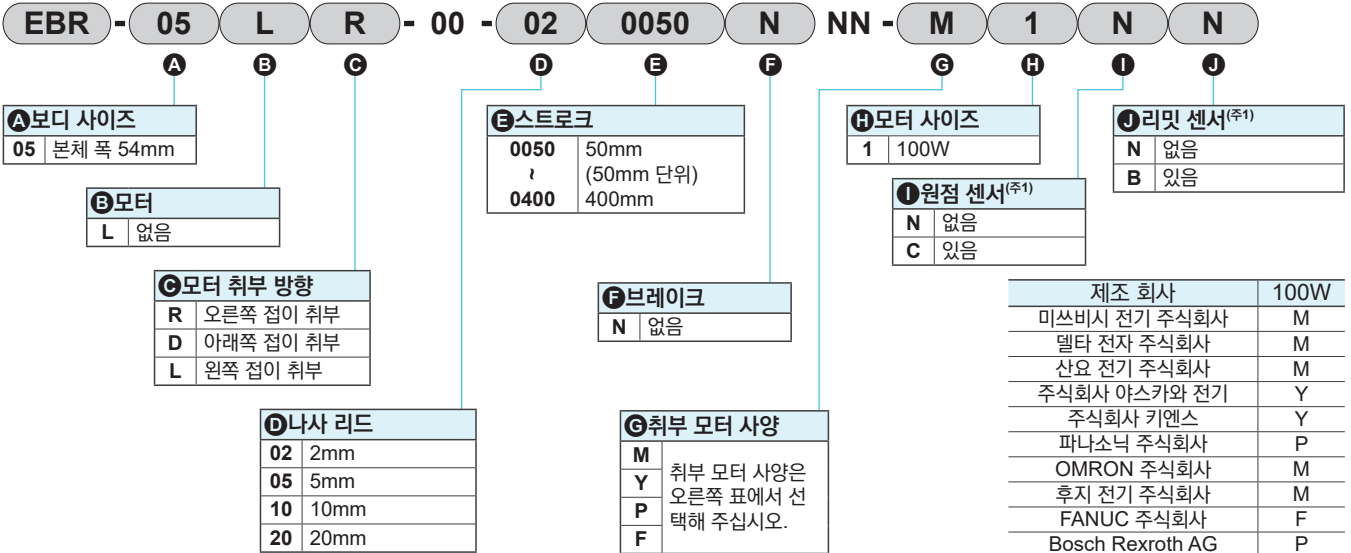 EBR - 05 L R - 00 - 02 0050 N NN - M 1 N N
A B C D E F G H I J
A보디 사이즈
05 본체 폭 54mm
B모터
L 없음
C모터 취부 방향
R 오른쪽 접이 취부
D 아래쪽 접이 취부
L 왼쪽 접이 취부
D나사 리드
02 2mm
05 5mm
10 10mm
20 20mm
E스트로크
0050 50mm
~ (50mm 단위)
0400 400mm
F브레이크
N 없음
G취부 모터 사양
M
Y
P
F
취부 모터 사양은
오른쪽 표에서 선
택해 주십시오.
H모터 사이즈
1 100W
I원점 센서(주1)
N 없음
C 있음
J리밋 센서(주1)
N 없음
B 있음
제조 회사 100W
미쓰비시 전기 주식회사 M
델타 전자 주식회사 M
산요 전기 주식회사 M
주식회사 야스카와 전기 Y
주식회사 키엔스 Y
파나소닉 주식회사 P
OMRON 주식회사 M
후지 전기 주식회사 M
FANUC 주식회사 F
Bosch Rexroth AG P